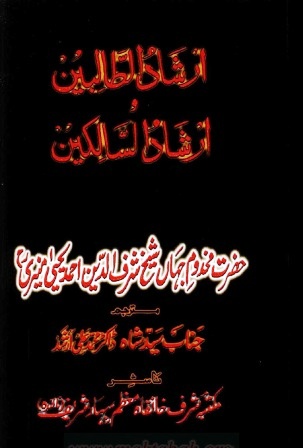 ارشاد الطالبین
و
ارشاد السالکین
حضرت مخدوم جہاں شیخ شرف الدین احمد یحییٰ منیری
مترجم
جناب سید شاہ ڈاکٹر
ناشر
مکتبہ شرف خانقاہ معظم بہار شریف